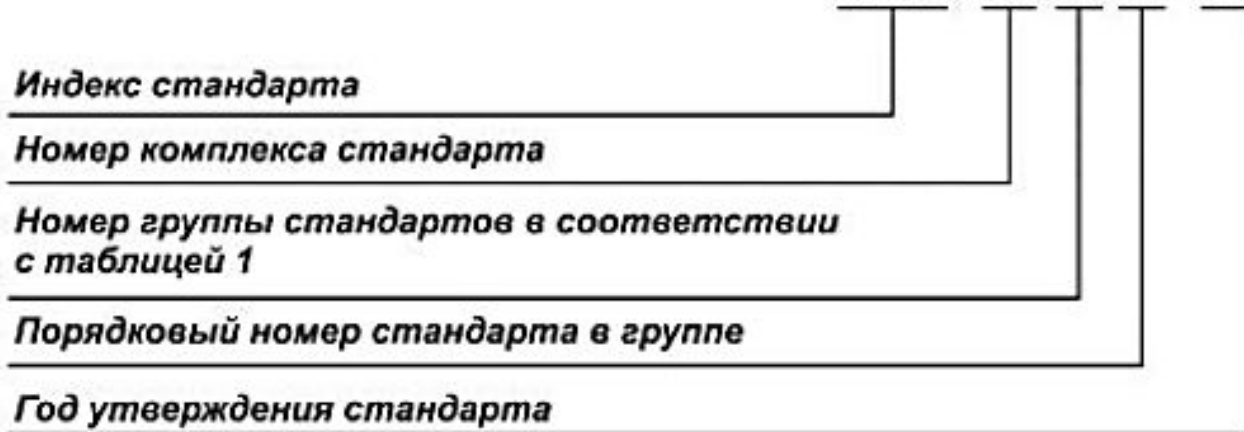 Индекс стандарта
Номер комплекса стандарта
Номер группы стандартов в соответствии
с таблицей 1
Порядковый номер стандарта в группе
Год утверждения стандарта